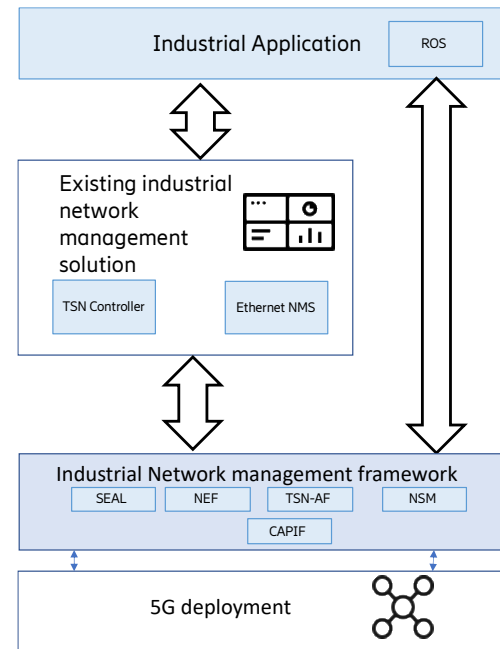 Industrial Application
ROS
Existing industrial
network
management
solution
TSN Controller
Ethernet NMS
Industrial Network management framework
SEAL
NEF
TSN-AF
NSM
CAPIF
5G deployment